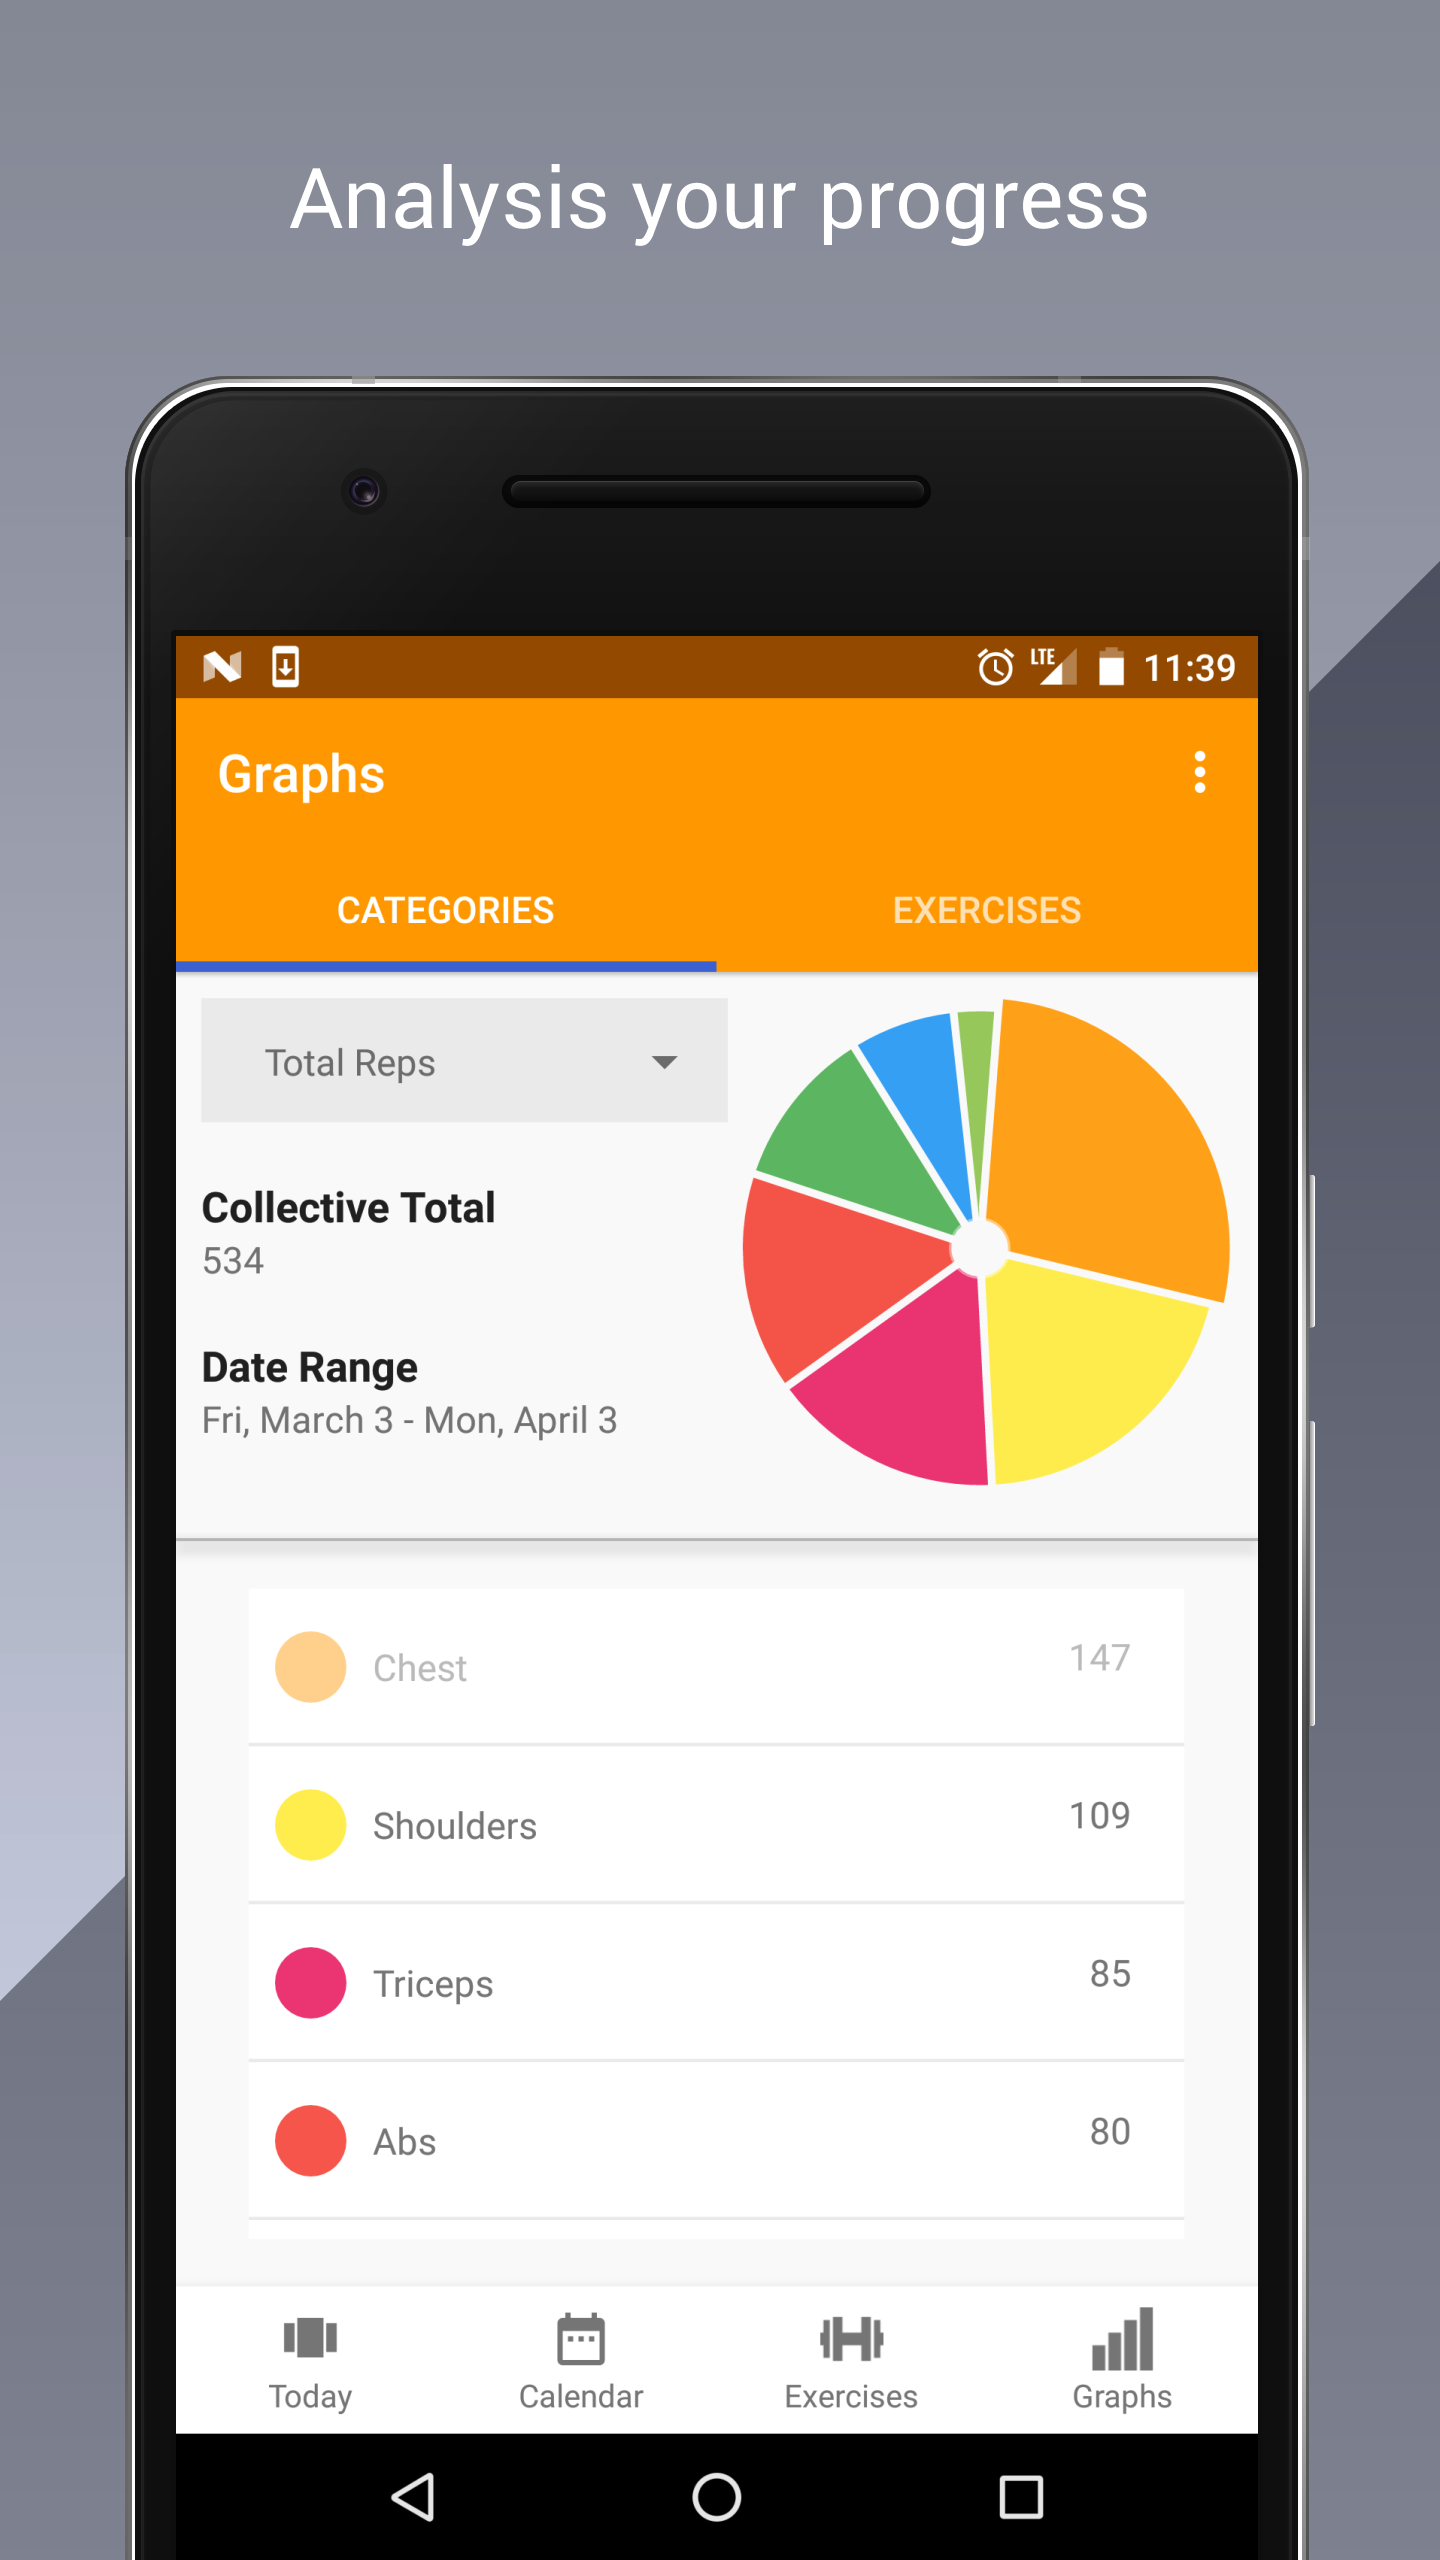 Analysis your progress
LTE
11:39
Graphs
CATEGORIES
EXERCISES
Total Reps
Collective Total
534
Date Range
Fri, March 3 - Mon, April 3
Chest
147
Shoulders
109
Triceps
85
Abs
80
Today
Calendar
Exercises
Graphs